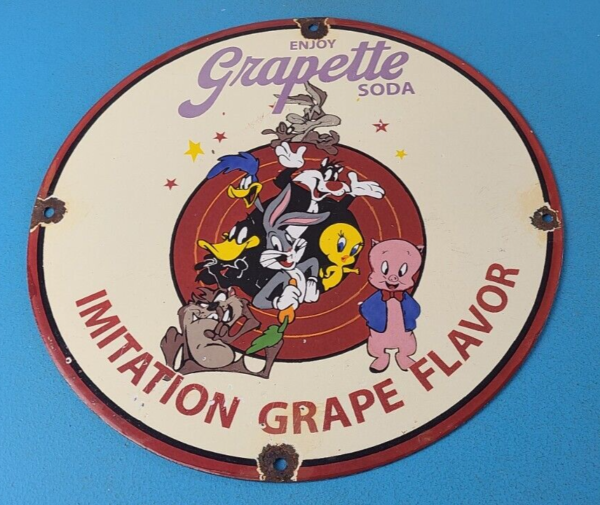 ENJOY
Grapette
SODA
IMITATION GRAPE FLAVOR